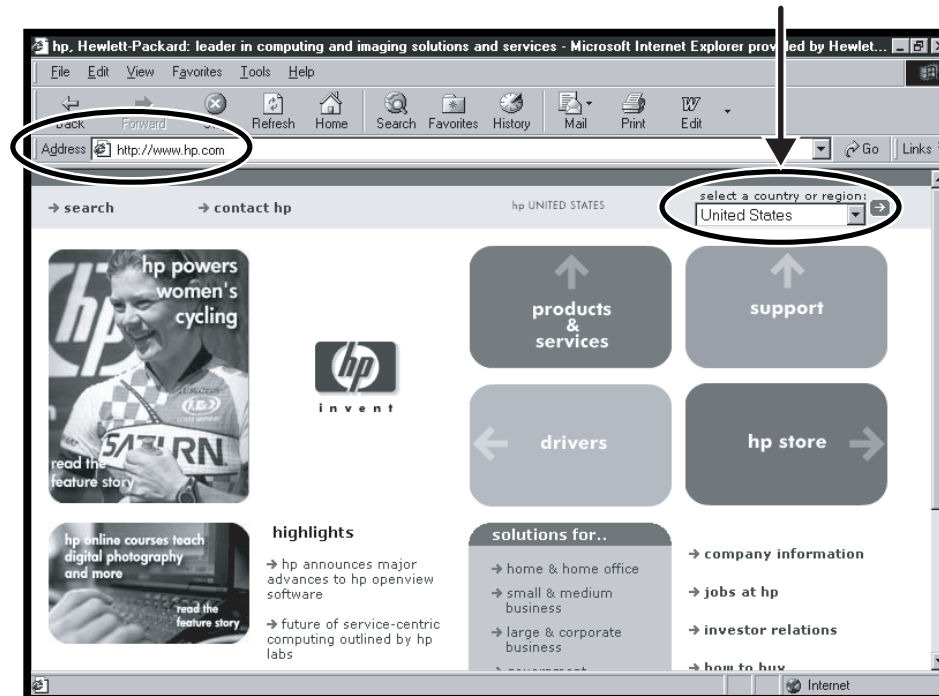 hp, Hewlett-Packard: leader in computing and imaging solutions and services - Microsoft Internet Explorer provided by Hewlet...
File Edit View Favorites Tools Help
Back Forward Refresh Home Search Favorites History Mail Print Edit
Address http://www.hp.com Go Links
select a country or region:
search contact hp hp UNITED STATES United States
hp powers
women's
cycling
hp
SATURN
read the
feature story
hp
invent
products
&
services
support
drivers
hp store
hp online courses teach
digital photography
and more
read the
feature story
highlights
hp announces major
advances to hp openview
software
future of service-centric
computing outlined by hp
labs
solutions for..
home & home office
small & medium
business
large & corporate
business
government
company information
jobs at hp
investor relations
how to buy
Internet